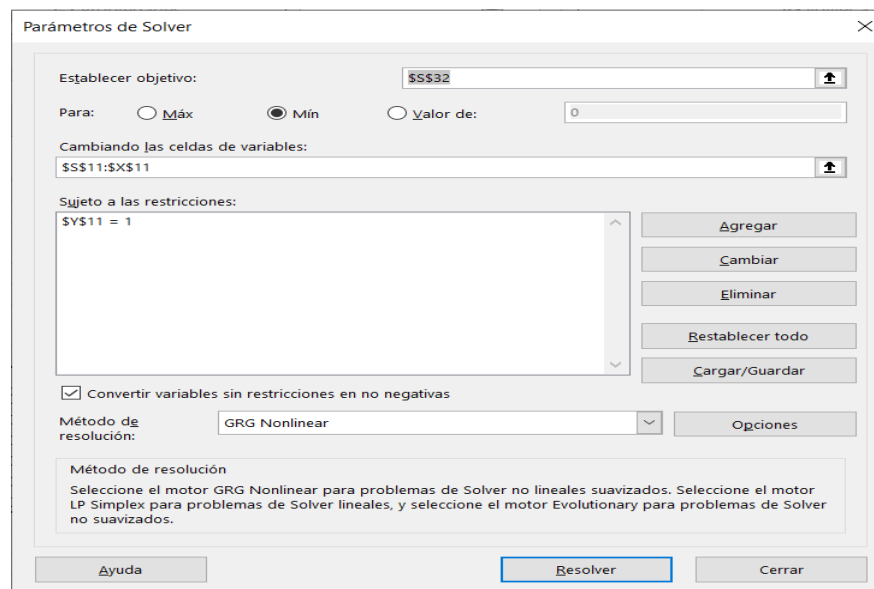 Parámetros de Solver
Establecer objetivo: $S$32
Para: Máx Mín Valor de: 0
Cambiando las celdas de variables:
$S$11:$X$11
Sujeto a las restricciones:
$Y$11 = 1
Agregar
Cambiar
Eliminar
Restablecer todo
Cargar/Guardar
Convertir variables sin restricciones en no negativas
Método de resolución: GRG Nonlinear Opciones
Método de resolución
Seleccione el motor GRG Nonlinear para problemas de Solver no lineales suavizados. Seleccione el motor
LP Simplex para problemas de Solver lineales, y seleccione el motor Evolutionary para problemas de Solver
no suavizados.
Ayuda Resolver Cerrar